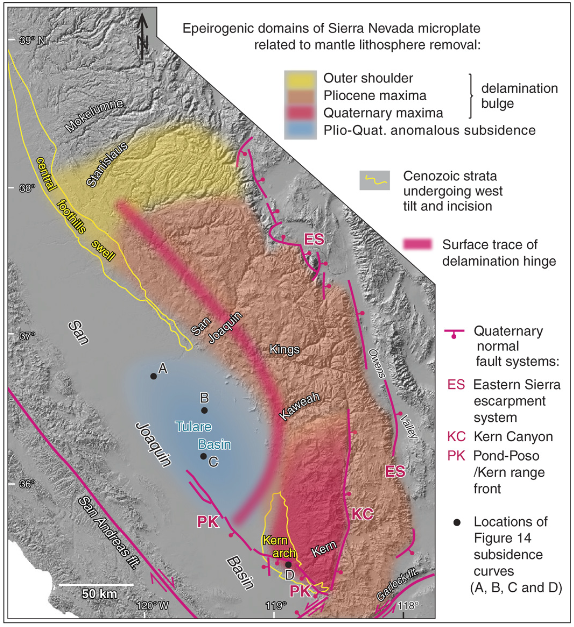 39° N
N
Epeirogenic domains of Sierra Nevada microplate
related to mantle lithosphere removal:
Outer shoulder
Pliocene maxima
Quaternary maxima
delamination
bulge
Plio-Quat. anomalous subsidence
Cenozoic strata
undergoing west
tilt and incision
Surface trace of
delamination hinge
Quaternary
normal
fault systems:
ES Eastern Sierra
escarpment
system
KC Kern Canyon
PK Pond-Poso
/Kern range
front
Locations of
Figure 14
subsidence
curves
(A, B, C and D)
Mokelumne
Stanislaus
38°
central foothills swell
ES
San
San
Joaquin
37°
Kings
Owens
Valley
A
B
Kaweah
Tulare
Basin
Joaquin
C
36°
ES
San Andreas flt.
PK
KC
Kern
arch
Kern
Basin
D
PK
Garlock flt.
50 km
120° W
119°
118°